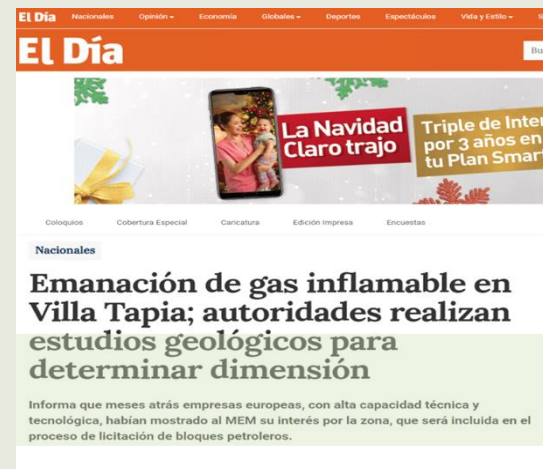 El Día Nacionales Opinión Economía Globales Deportes Espectáculos Vida y Estilo
El Día
La Navidad
Claro trajo
Triple de
por 3 años en
tu Plan
Coloquios Cobertura Especial Caricatura Edición Impresa Encuestas
Nacionales
Emanación de gas inflamable en
Villa Tapia; autoridades realizan
estudios geológicos para
determinar dimensión
Informa que meses atrás empresas europeas, con alta capacidad técnica y
tecnológica, habían mostrado al MEM su interés por la zona, que será incluida en el
proceso de licitación de bloques petroleros.